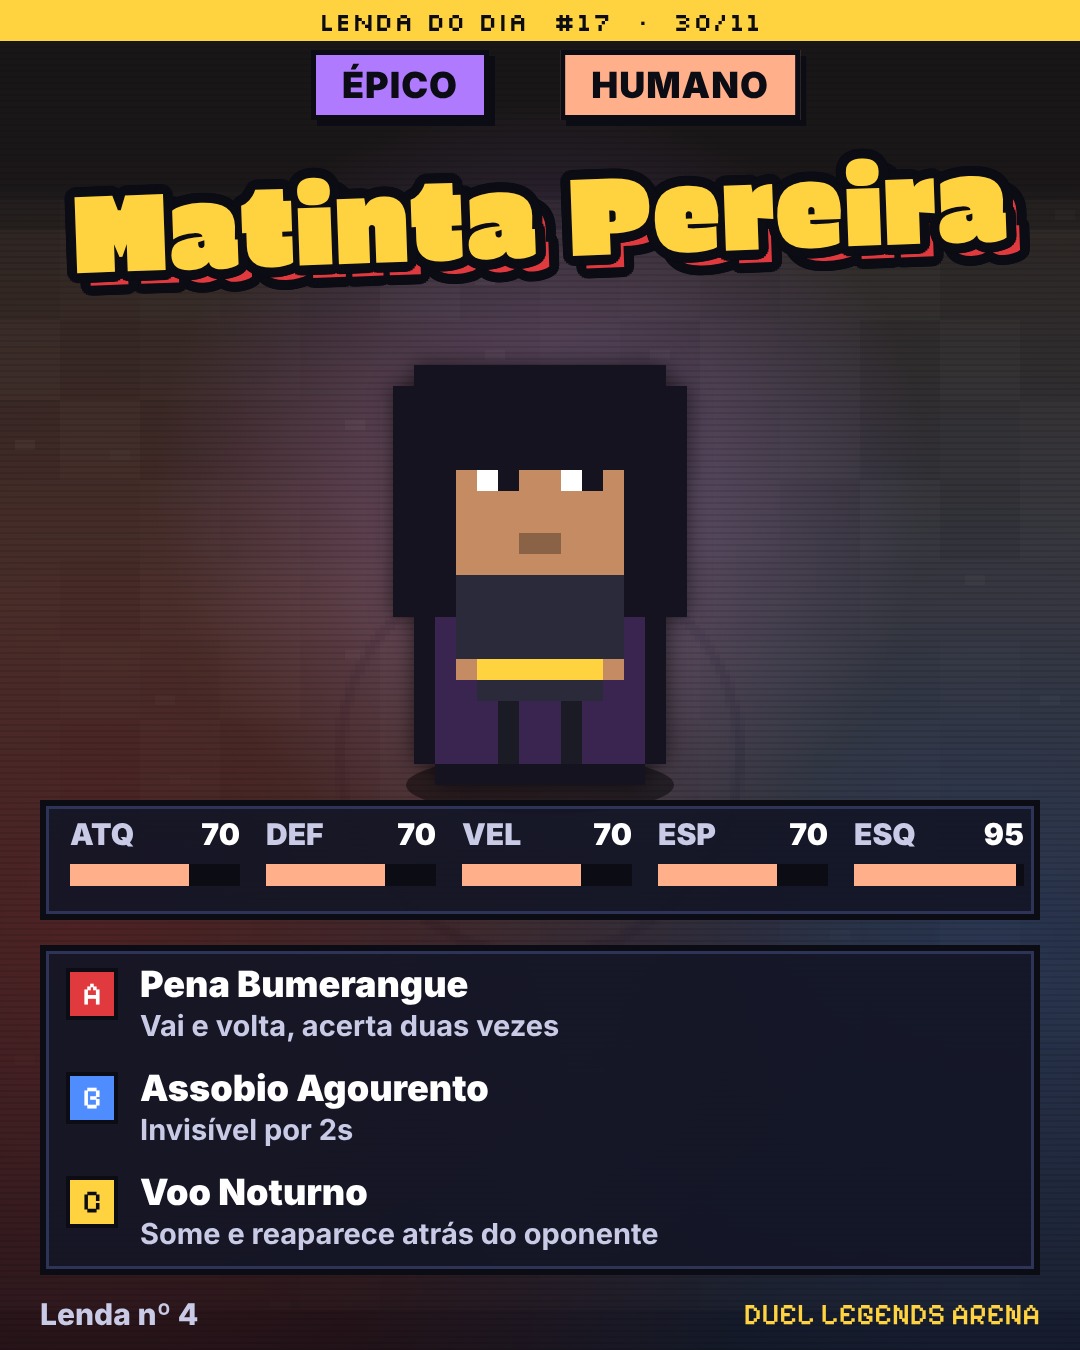 LENDA DO DIA #17 · 30/11
ÉPICO HUMANO
Matinta Pereira
ATQ 70 DEF 70 VEL 70 ESP 70 ESQ 95
A Pena Bumerangue
Vai e volta, acerta duas vezes
B Assobio Agourento
Invisível por 2s
C Voo Noturno
Some e reaparece atrás do oponente
Lenda nº 4 DUEL LEGENDS ARENA